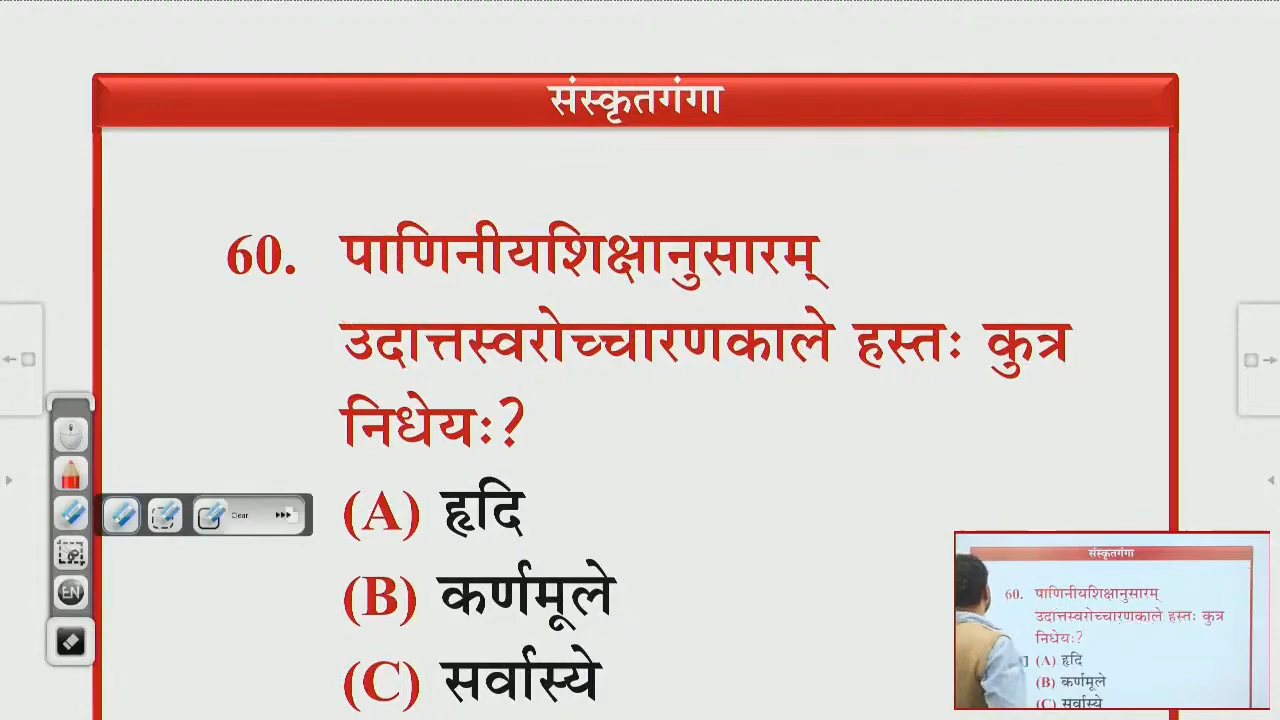 संस्कृतगंगा
60. पाणिनीयशिक्षानुसारम्
उदात्तस्वरोच्चारणकाले हस्तः कुत्र
निधेयः?
(A) हृदि
(B) कर्णमूले
(C) सर्वास्ये
Clear
EN
संस्कृतगंगा
60. पाणिनीयशिक्षानुसारम्
उदात्तस्वरोच्चारणकाले हस्तः कुत्र
निधेयः?
(A) हृदि
(B) कर्णमूले
(C) सर्वास्ये